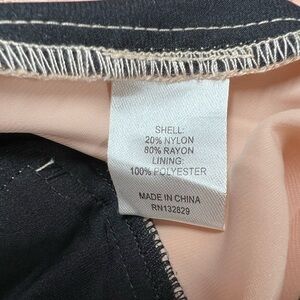 SHELL:
20% NYLON
80% RAYON
LINING:
100% POLYESTER
MADE IN CHINA
RN132829